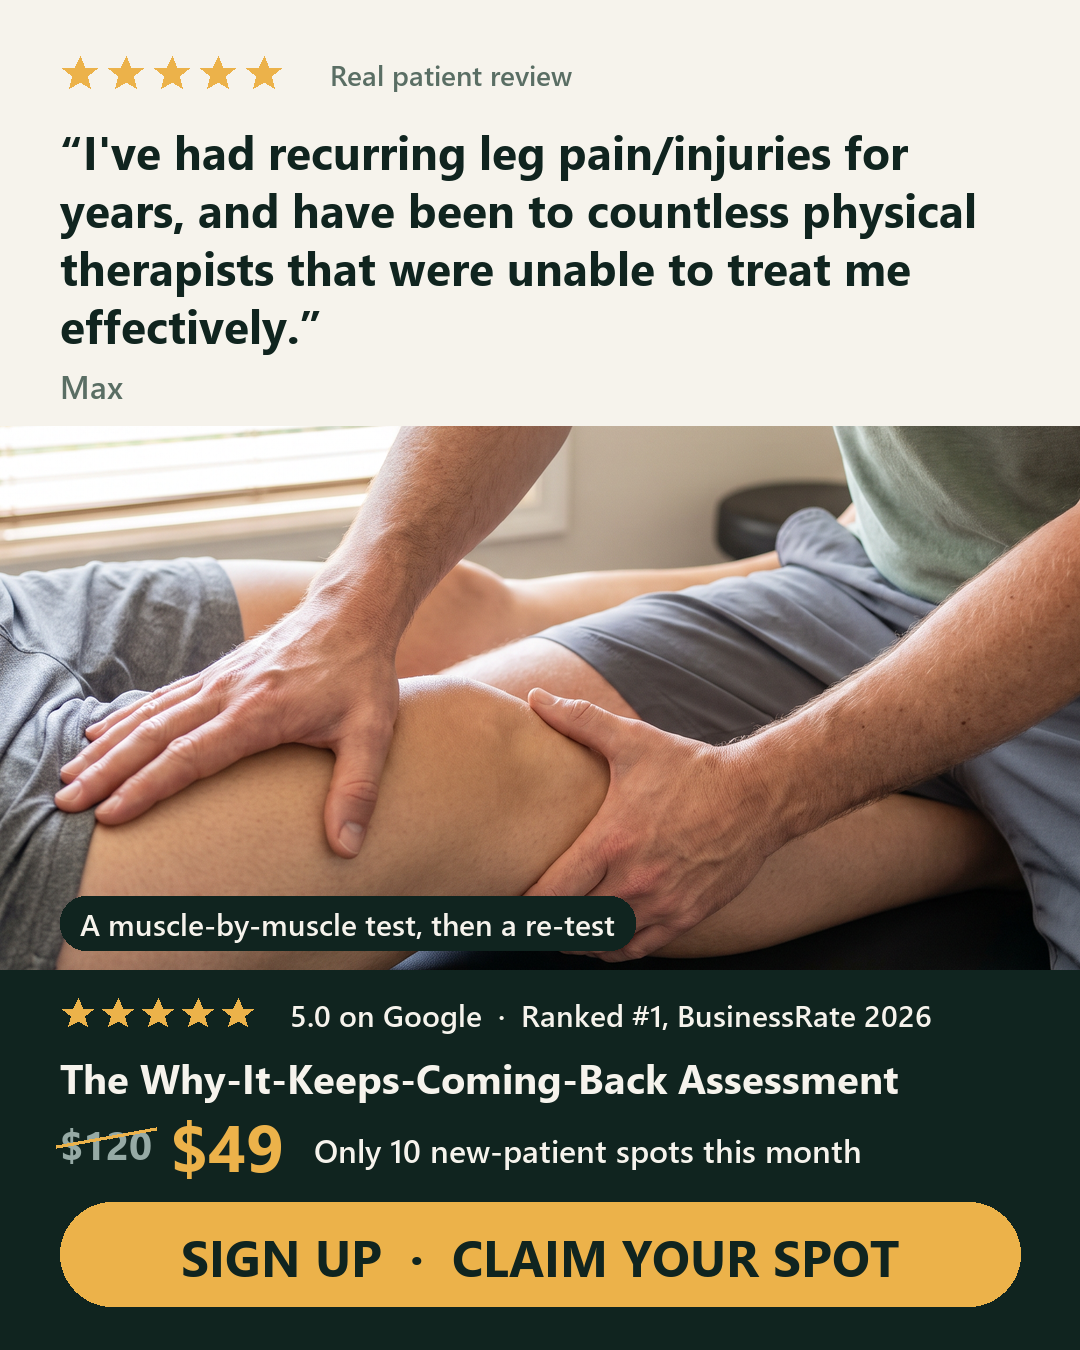 Real patient review
“I've had recurring leg pain/injuries for
years, and have been to countless physical
therapists that were unable to treat me
effectively.”
Max
A muscle-by-muscle test, then a re-test
5.0 on Google · Ranked #1, BusinessRate 2026
The Why-It-Keeps-Coming-Back Assessment
$120 $49 Only 10 new-patient spots this month
SIGN UP · CLAIM YOUR SPOT